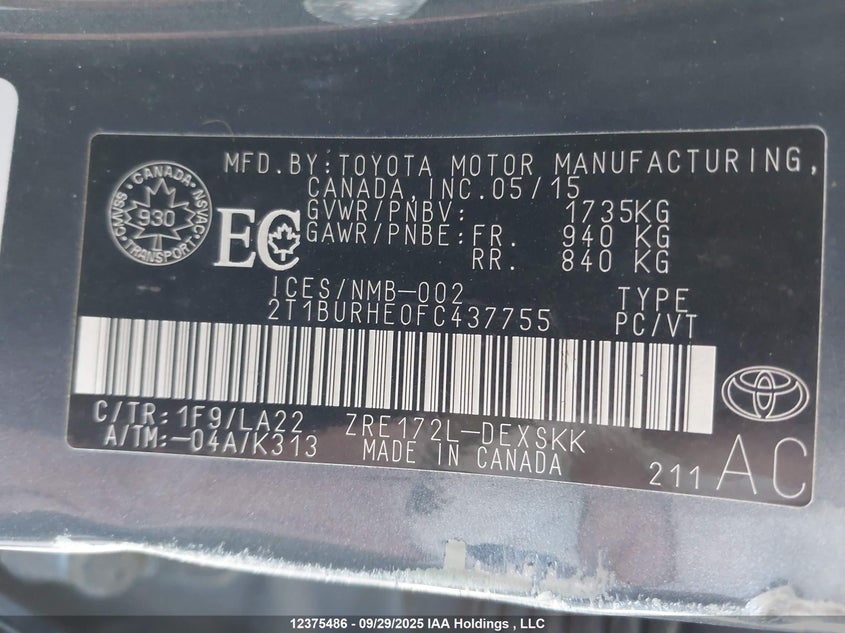 MFD.BY:TOYOTA MOTOR MANUFACTURING,
CANADA,INC.05/15
GVWR/PNBV: 1735KG
GAWR/PNBE:FR. 940 KG
RR. 840 KG
CANADA
CMVSS NSVAC
930
TRANSPORT
EC
ICES/NMB-002
2T1BURHE0FC437755
TYPE
PC/VT
C/TR:1F9/LA22 ZRE172L-DEXSKK
A/TM:-04A/K313 MADE IN CANADA
211 AC
12375486 - 09/29/2025 IAA Holdings , LLC